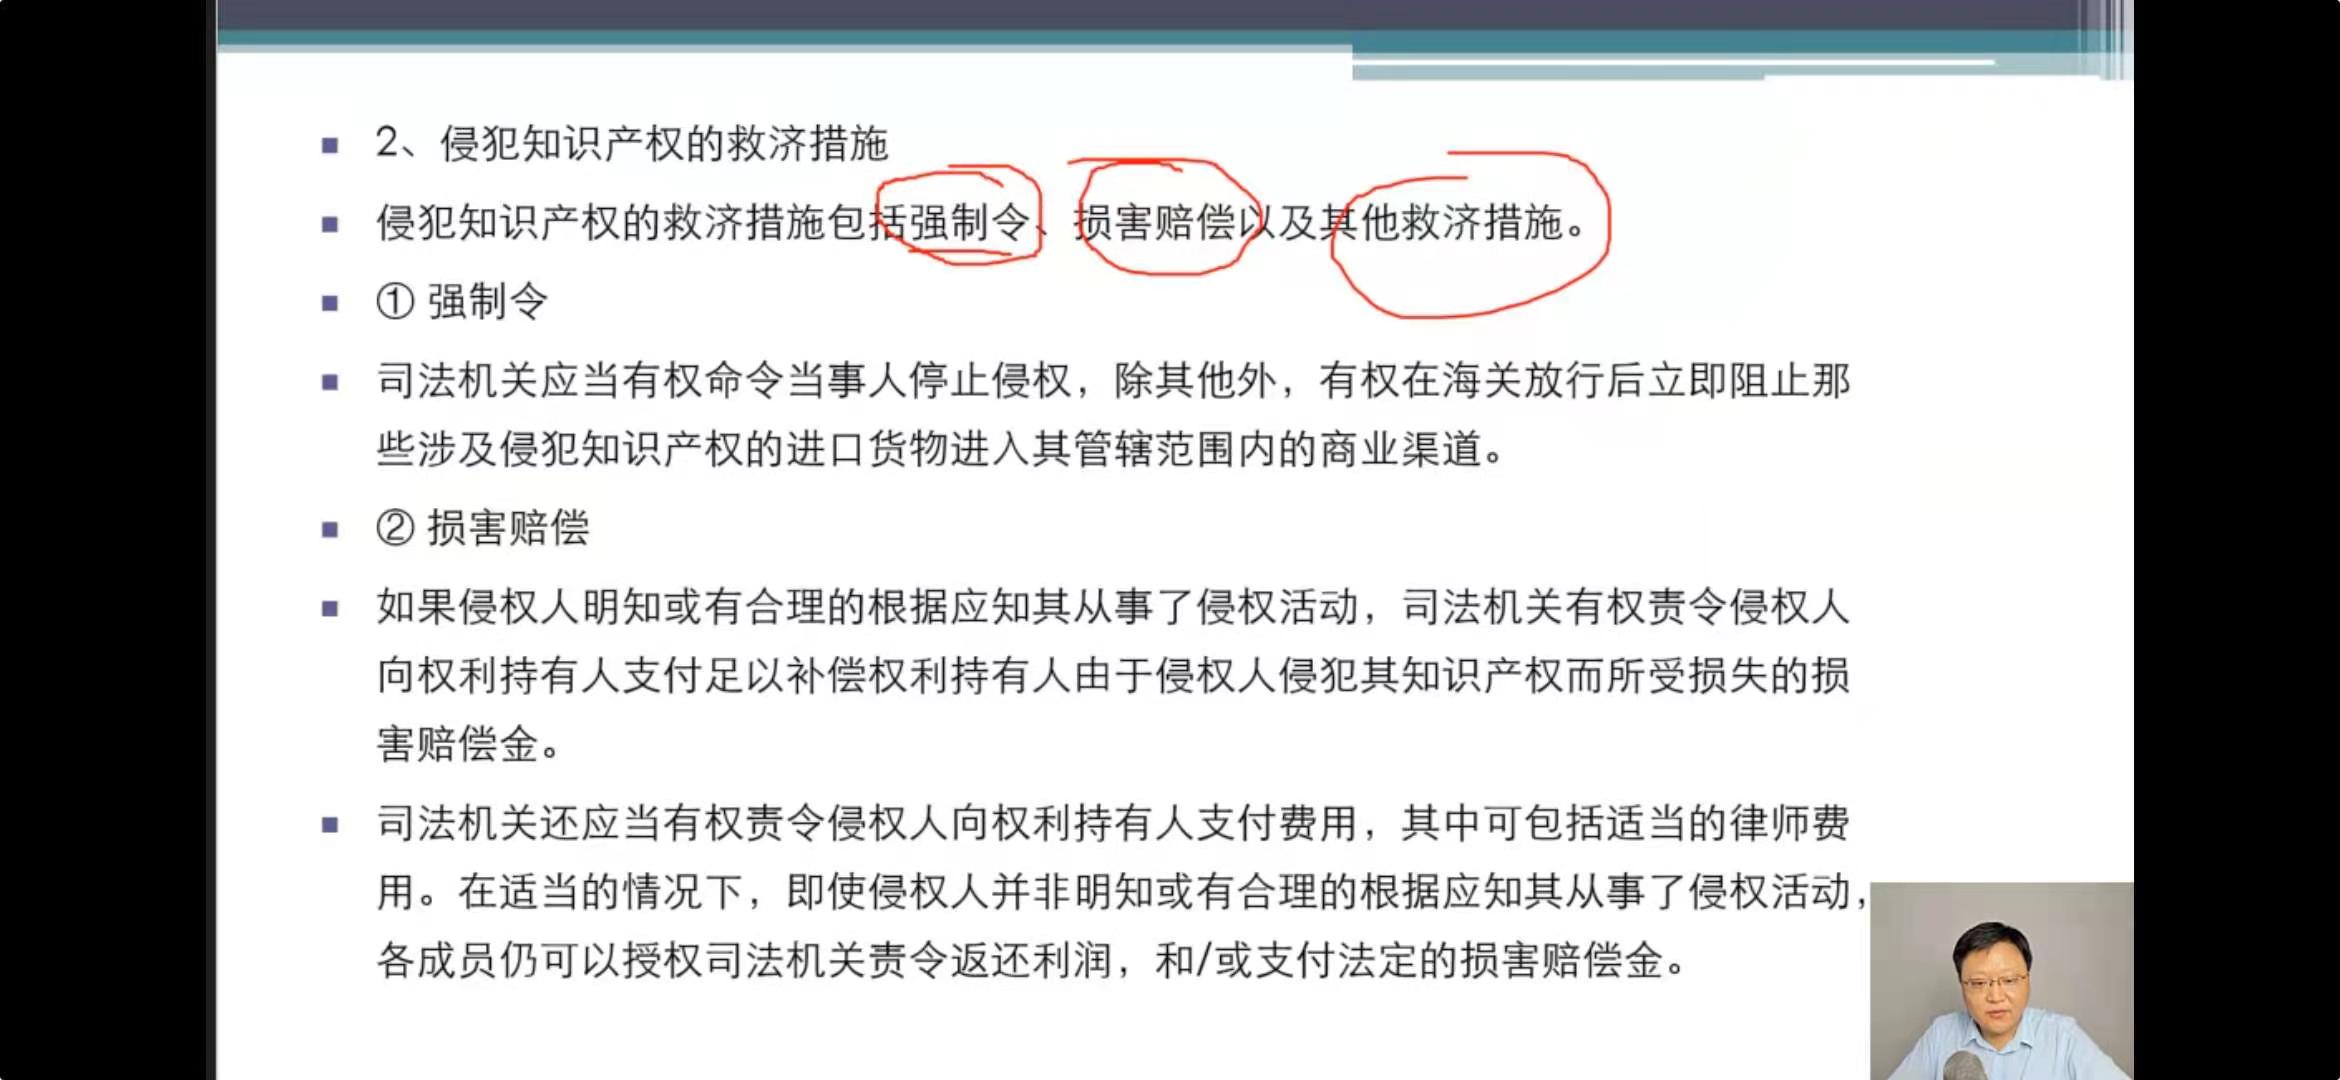 2、侵犯知识产权的救济措施
侵犯知识产权的救济措施包括强制令、损害赔偿以及其他救济措施。
① 强制令
司法机关应当有权命令当事人停止侵权，除其他外，有权在海关放行后立即阻止那
些涉及侵犯知识产权的进口货物进入其管辖范围内的商业渠道。
② 损害赔偿
如果侵权人明知或有合理的根据应知其从事了侵权活动，司法机关有权责令侵权人
向权利持有人支付足以补偿权利持有人由于侵权人侵犯其知识产权而所受损失的损
害赔偿金。
司法机关还应当有权责令侵权人向权利持有人支付费用，其中可包括适当的律师费
用。在适当的情况下，即使侵权人并非明知或有合理的根据应知其从事了侵权活动，
各成员仍可以授权司法机关责令返还利润，和/或支付法定的损害赔偿金。